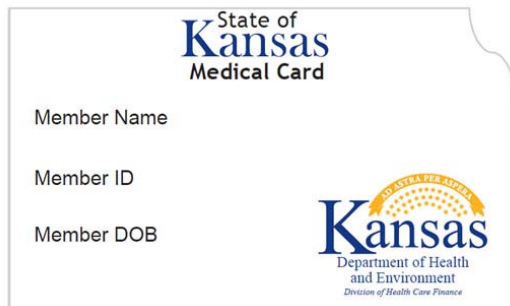 State of
Kansas
Medical Card
Member Name
Member ID
Member DOB
AD ASTRA PER ASPERA
Kansas
Department of Health
and Environment
Division of Health Care Finance